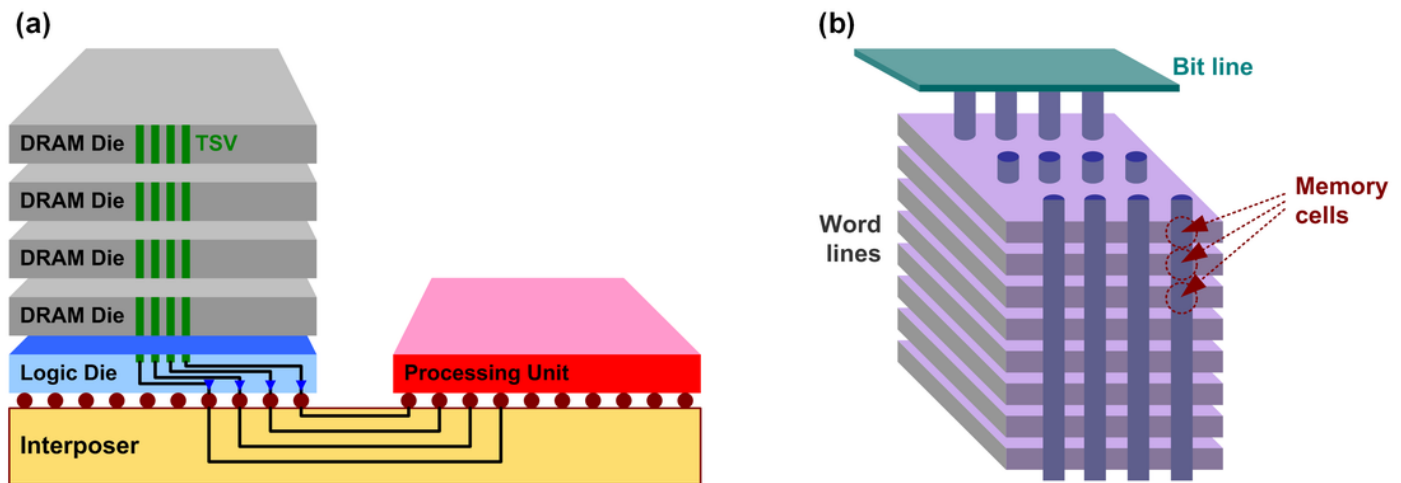 (a)
DRAM Die
TSV
DRAM Die
DRAM Die
DRAM Die
Logic Die
Processing Unit
Interposer
(b)
Bit line
Word
lines
Memory
cells